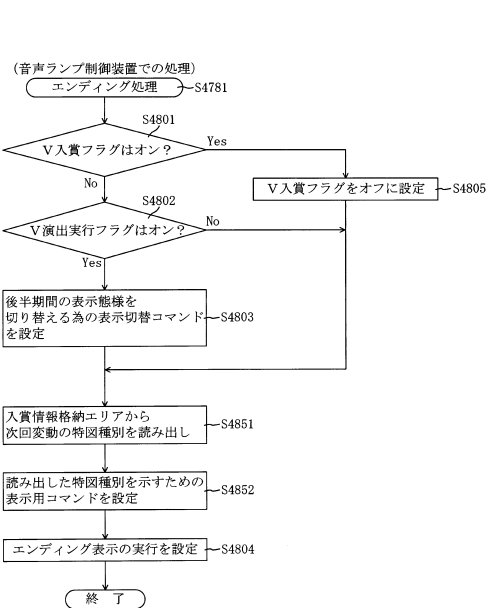 (音声ランプ制御装置での処理)
エンディング処理 S4781
S4801
V入賞フラグはオン?
Yes
No
V入賞フラグをオフに設定 S4805
S4802
V演出実行フラグはオン?
No
Yes
後半期間の表示態様を
切り替える為の表示切替コマンド S4803
を設定
入賞情報格納エリアから
次回変動の特図種別を読み出し S4851
読み出した特図種別を示すための
表示用コマンドを設定 S4852
エンディング表示の実行を設定 S4804
終 了